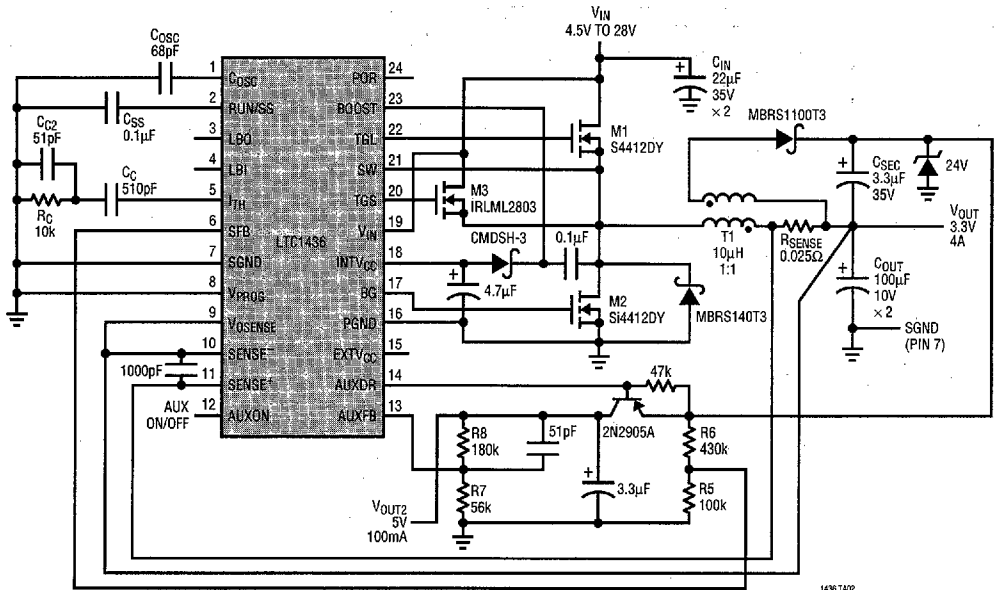 VIN
4.5V TO 28V
COSC
68pF
1
COSC
POR
24
2
RUN/SS
BOOST
23
CSS
0.1µF
3
LBO
TGL
22
4
LBI
SW
21
CC2
51pF
CC
510pF
5
ITH
TGS
20
RC
10k
6
SFB
VIN
19
LTC1436
7
SGND
INTVCC
18
8
VPROG
BG
17
9
VOSENSE
PGND
16
10
SENSE–
EXTVCC
15
1000pF
11
SENSE+
AUXDR
14
AUX
ON/OFF
12
AUXON
AUXFB
13
+
CIN
22µF
35V
× 2
M1
S4412DY
M3
IRLML2803
CMDSH-3
0.1µF
+
4.7µF
M2
Si4412DY
MBRS140T3
MBRS1100T3
+
CSEC
3.3µF
35V
24V
T1
10µH
1:1
RSENSE
0.025Ω
VOUT
3.3V
4A
+
COUT
100µF
10V
× 2
SGND
(PIN 7)
47k
2N2905A
R8
180k
51pF
R6
430k
R7
56k
+
3.3µF
R5
100k
VOUT2
5V
100mA
1436 TA02